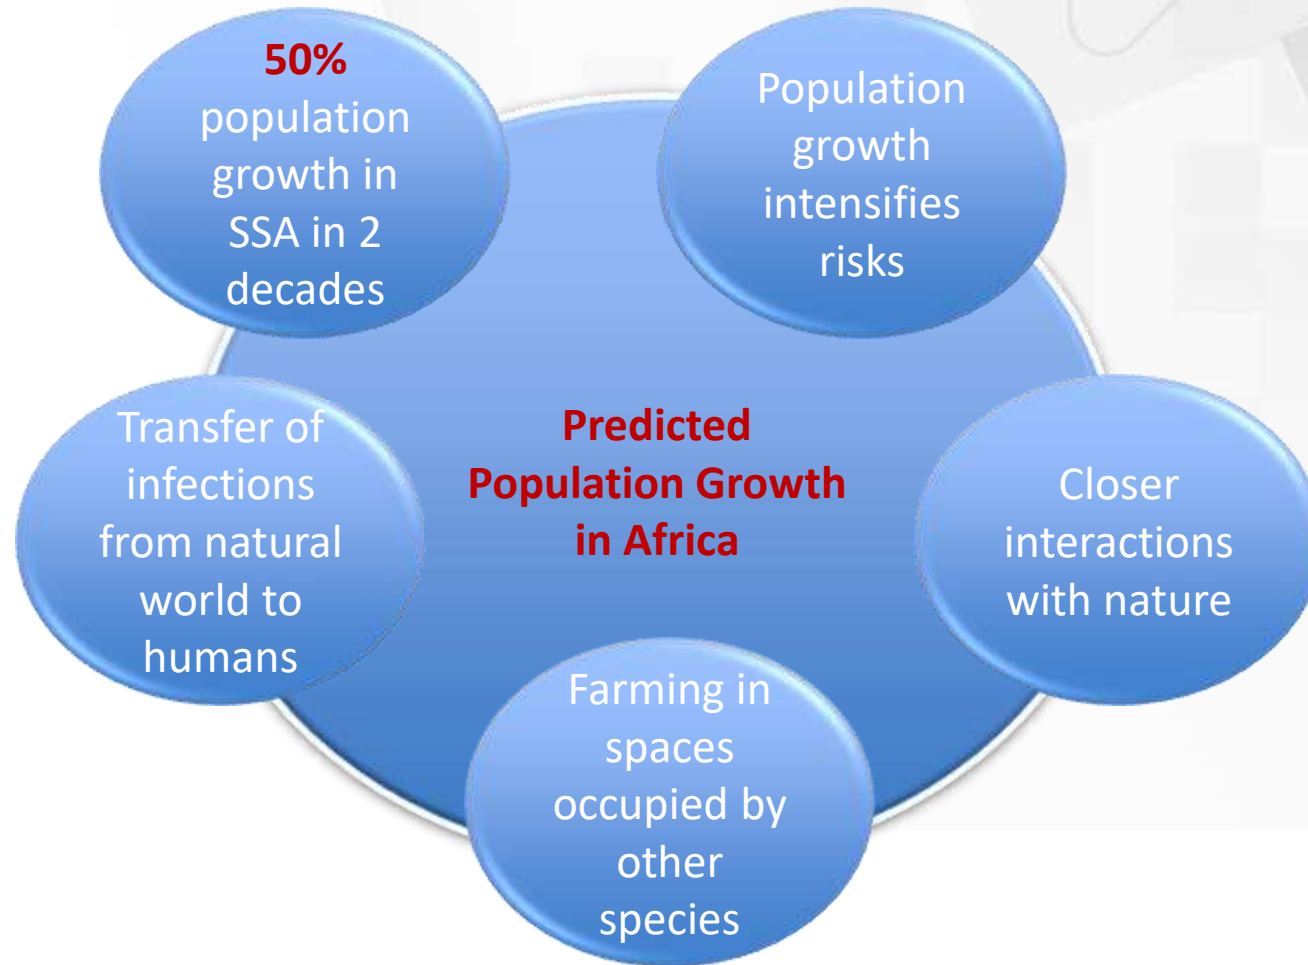 50%
population
growth in
SSA in 2
decades
Population
growth
intensifies
risks
Closer
interactions
with nature
Farming in
spaces
occupied by
other
species
Transfer of
infections
from natural
world to
humans
Predicted
Population Growth
in Africa